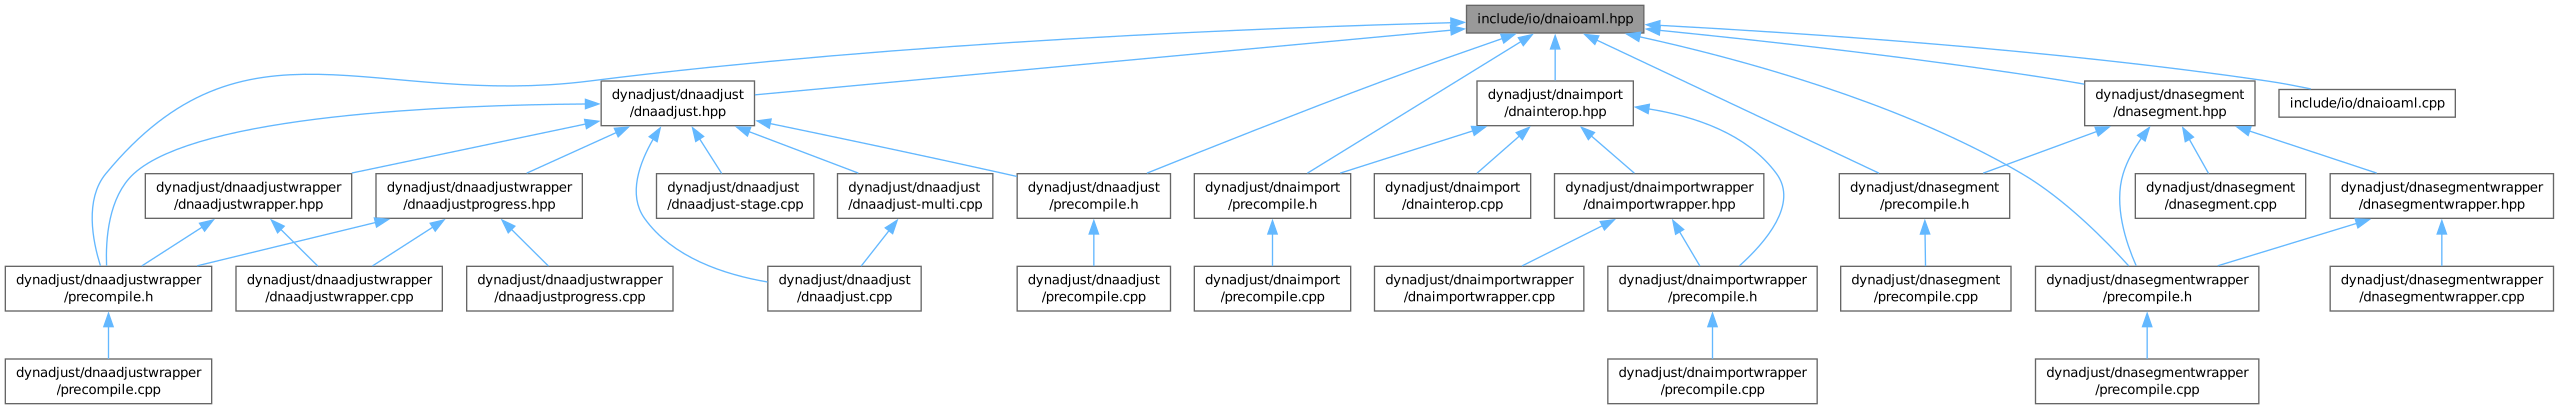 include/io/dnaioaml.hpp
dynadjust/dnaadjust
/dnaadjust.hpp
dynadjust/dnaimport
/dnainterop.hpp
dynadjust/dnasegment
/dnasegment.hpp
include/io/dnaioaml.cpp
dynadjust/dnaadjustwrapper
/dnaadjustwrapper.hpp
dynadjust/dnaadjustwrapper
/dnaadjustprogress.hpp
dynadjust/dnaadjust
/dnaadjust-stage.cpp
dynadjust/dnaadjust
/dnaadjust-multi.cpp
dynadjust/dnaadjust
/precompile.h
dynadjust/dnaimport
/precompile.h
dynadjust/dnaimport
/dnainterop.cpp
dynadjust/dnaimportwrapper
/dnaimportwrapper.hpp
dynadjust/dnasegment
/precompile.h
dynadjust/dnasegment
/dnasegment.cpp
dynadjust/dnasegmentwrapper
/dnasegmentwrapper.hpp
dynadjust/dnaadjustwrapper
/precompile.h
dynadjust/dnaadjustwrapper
/dnaadjustwrapper.cpp
dynadjust/dnaadjustwrapper
/dnaadjustprogress.cpp
dynadjust/dnaadjust
/dnaadjust.cpp
dynadjust/dnaadjust
/precompile.cpp
dynadjust/dnaimport
/precompile.cpp
dynadjust/dnaimportwrapper
/dnaimportwrapper.cpp
dynadjust/dnaimportwrapper
/precompile.h
dynadjust/dnasegment
/precompile.cpp
dynadjust/dnasegmentwrapper
/precompile.h
dynadjust/dnasegmentwrapper
/dnasegmentwrapper.cpp
dynadjust/dnaadjustwrapper
/precompile.cpp
dynadjust/dnaimportwrapper
/precompile.cpp
dynadjust/dnasegmentwrapper
/precompile.cpp